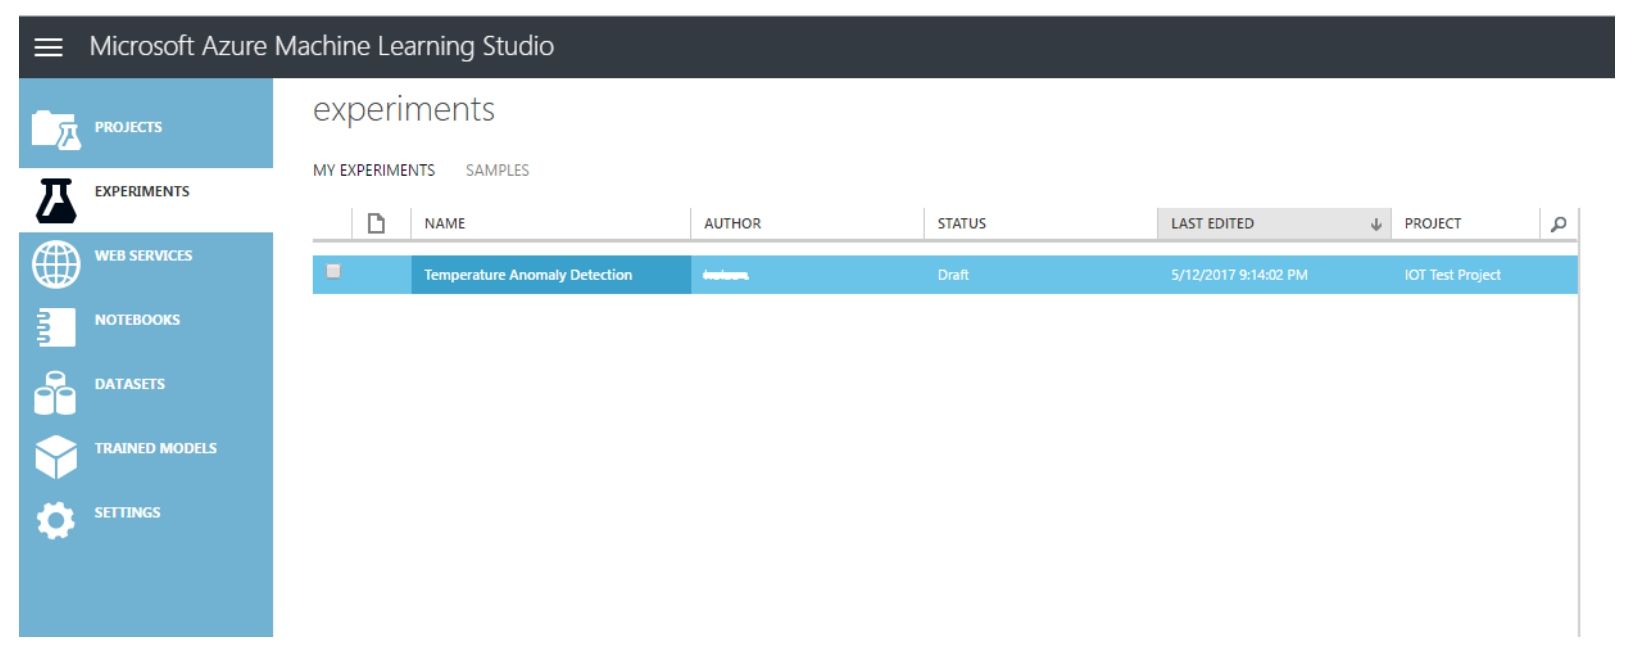 Microsoft Azure Machine Learning Studio
PROJECTS
EXPERIMENTS
WEB SERVICES
NOTEBOOKS
DATASETS
TRAINED MODELS
SETTINGS
experiments
MY EXPERIMENTS SAMPLES
NAME AUTHOR STATUS LAST EDITED PROJECT
Temperature Anomaly Detection Draft 5/12/2017 9:14:02 PM IOT Test Project